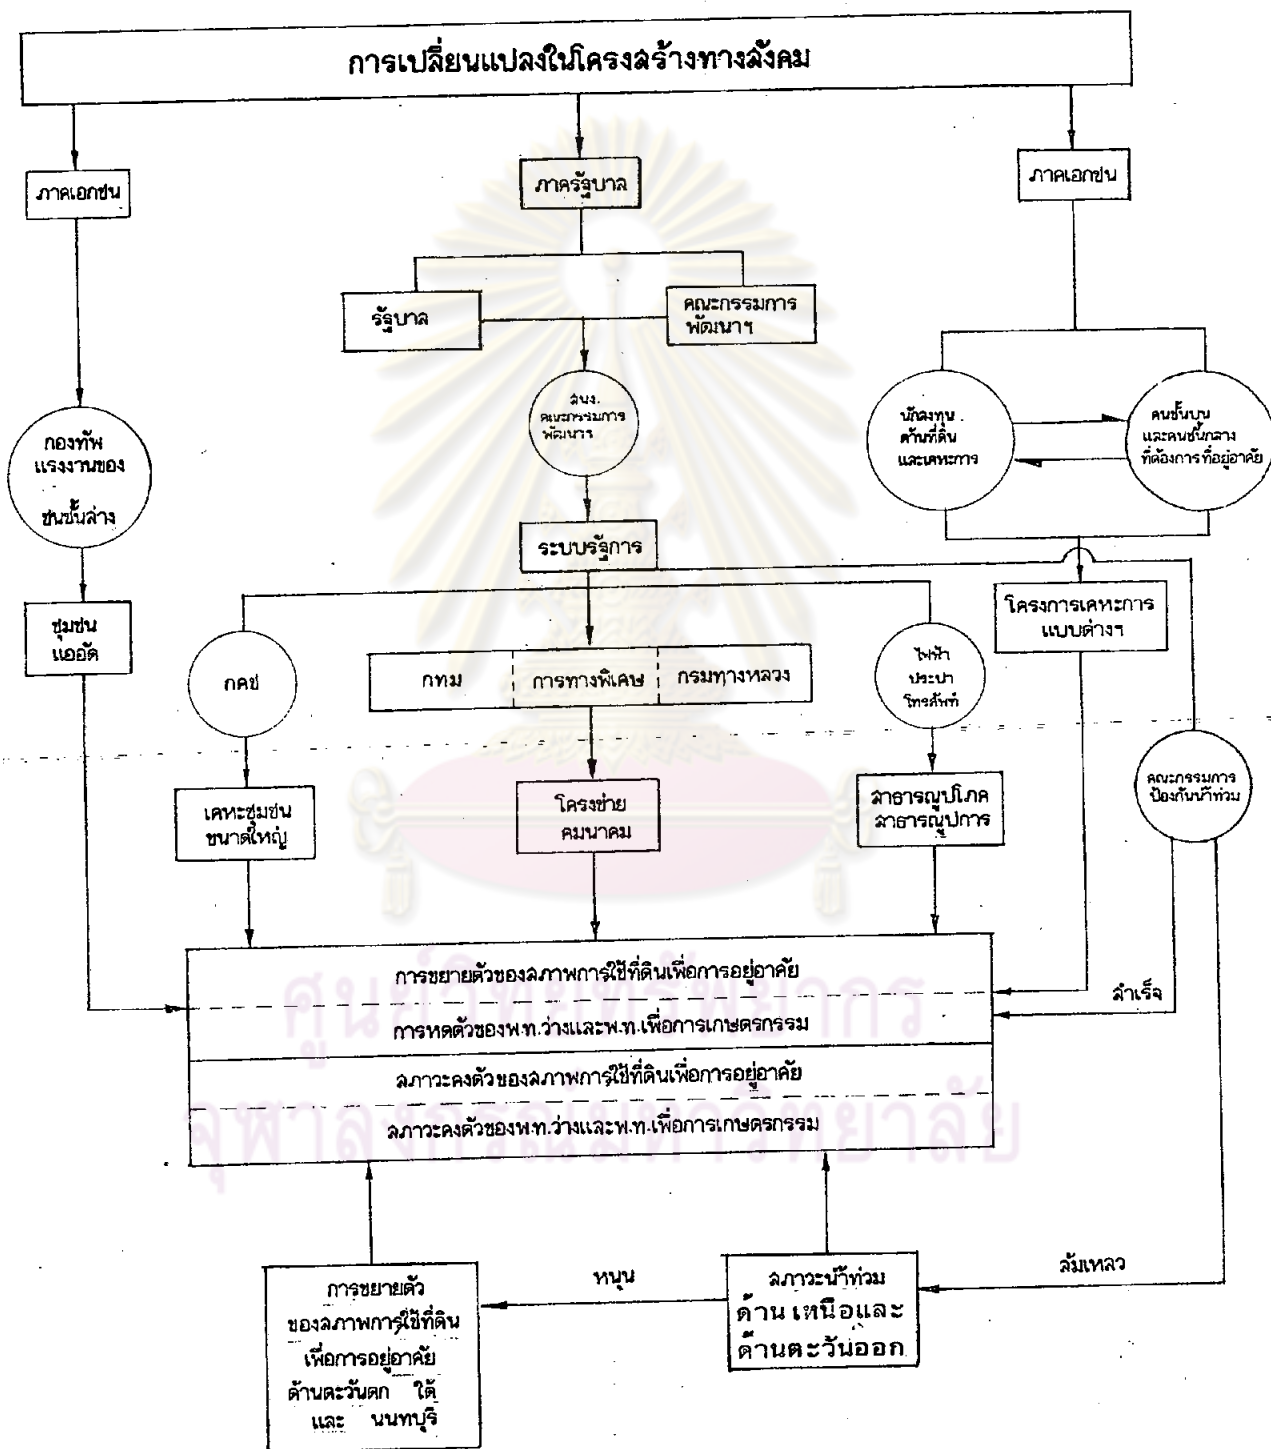 การเปลี่ยนแปลงในโครงสร้างทางสังคม
ภาคเอกชน
ภาครัฐบาล
ภาคเอกชน
รัฐบาล
คณะกรรมการ
พัฒนาฯ
สนง.
คณะกรรมการ
พัฒนาฯ
นักลงทุน
ด้านที่ดิน
และเคหะการ
คนชั้นบน
และคนชั้นกลาง
ที่ต้องการที่อยู่อาศัย
กองทัพ
แรงงานของ
ชนชั้นล่าง
ระบบรัฐการ
ชุมชน
แออัด
โครงการเคหะการ
แบบต่างๆ
กคช
กทม
การทางพิเศษ
กรมทางหลวง
ไฟฟ้า
ประปา
โทรศัพท์
คณะกรรมการ
ป้องกันน้ำท่วม
เคหะชุมชน
ขนาดใหญ่
โครงข่าย
คมนาคม
สาธารณูปโภค
สาธารณูปการ
การขยายตัวของสภาพการใช้ที่ดินเพื่อการอยู่อาศัย
สำเร็จ
การหดตัวของพ.ท.ว่างและพ.ท.เพื่อการเกษตรกรรม
สภาวะคงตัวของสภาพการใช้ที่ดินเพื่อการอยู่อาศัย
สภาวะคงตัวของพ.ท.ว่างและพ.ท.เพื่อการเกษตรกรรม
ศูนย์วิทยทรัพยากร
จุฬาลงกรณ์มหาวิทยาลัย
หนุน
ล้มเหลว
สภาวะน้ำท่วม
ด้านเหนือและ
ด้านตะวันออก
การขยายตัว
ของสภาพการใช้ที่ดิน
เพื่อการอยู่อาศัย
ด้านตะวันตก ใต้
และ นนทบุรี